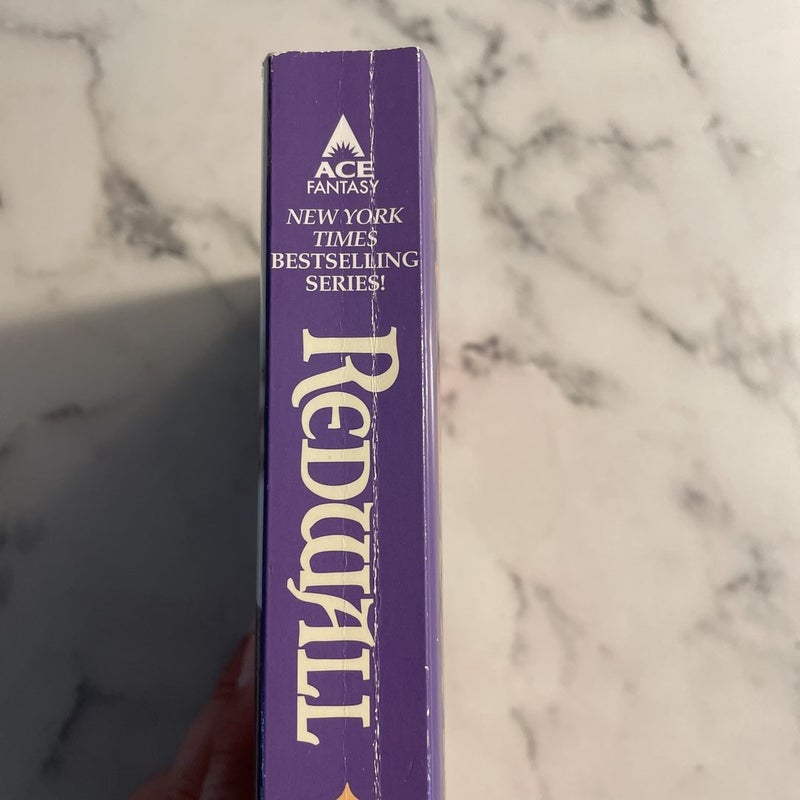 ACE
FANTASY
NEW YORK
TIMES
BESTSELLING
SERIES!
REDWALL